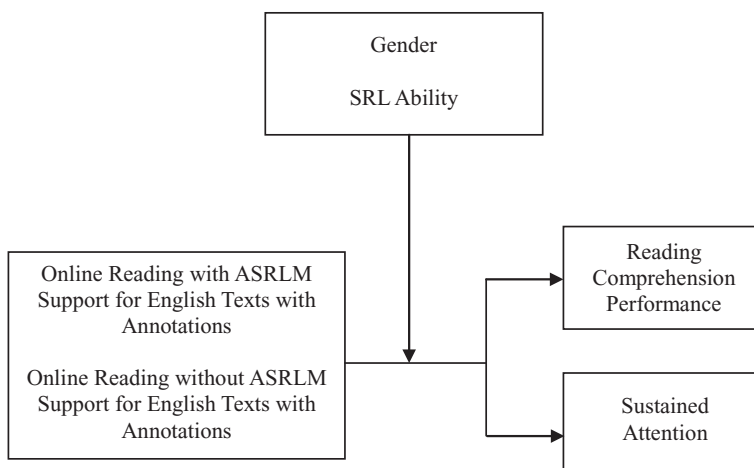 Gender
SRL Ability
Online Reading with ASRLM
Support for English Texts with
Annotations
Online Reading without ASRLM
Support for English Texts with
Annotations
Reading
Comprehension
Performance
Sustained
Attention